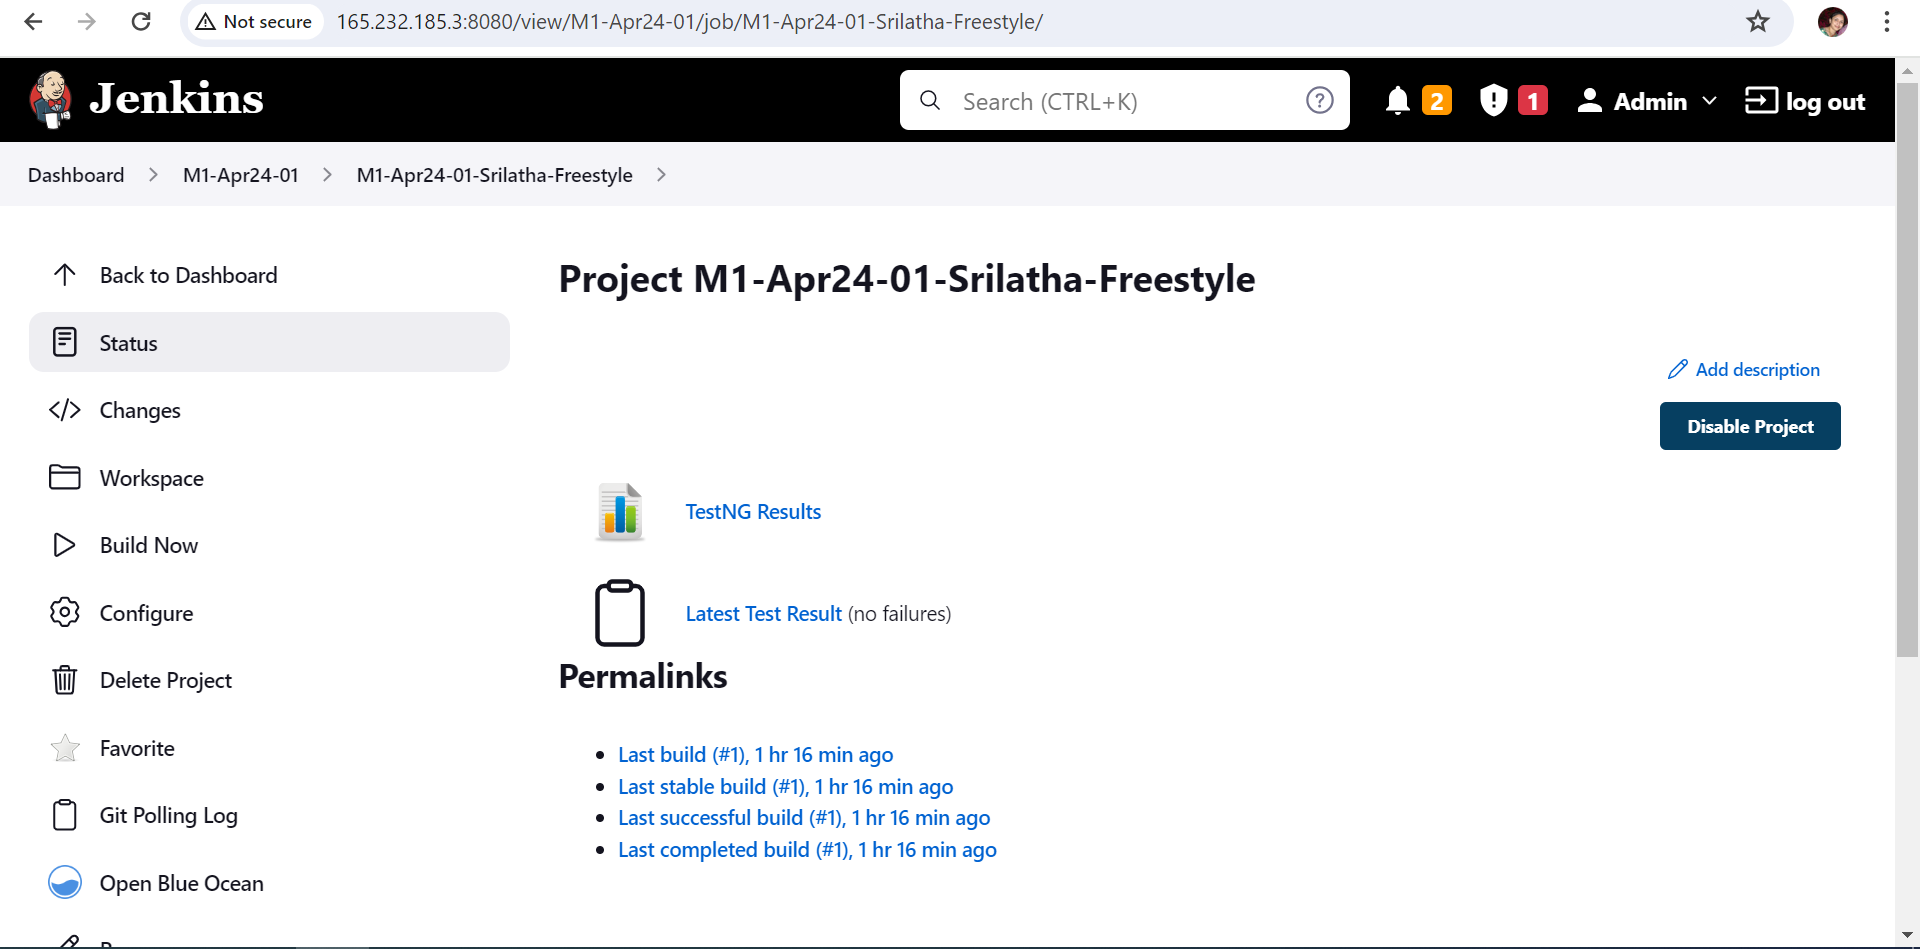 Not secure 165.232.185.3:8080/view/M1-Apr24-01/job/M1-Apr24-01-Srilatha-Freestyle/
Jenkins
Search (CTRL+K)
?
2
1
Admin
log out
Dashboard > M1-Apr24-01 > M1-Apr24-01-Srilatha-Freestyle >
Back to Dashboard
Status
Changes
Workspace
Build Now
Configure
Delete Project
Favorite
Git Polling Log
Open Blue Ocean
Project M1-Apr24-01-Srilatha-Freestyle
Add description
Disable Project
TestNG Results
Latest Test Result (no failures)
Permalinks
• Last build (#1), 1 hr 16 min ago
• Last stable build (#1), 1 hr 16 min ago
• Last successful build (#1), 1 hr 16 min ago
• Last completed build (#1), 1 hr 16 min ago